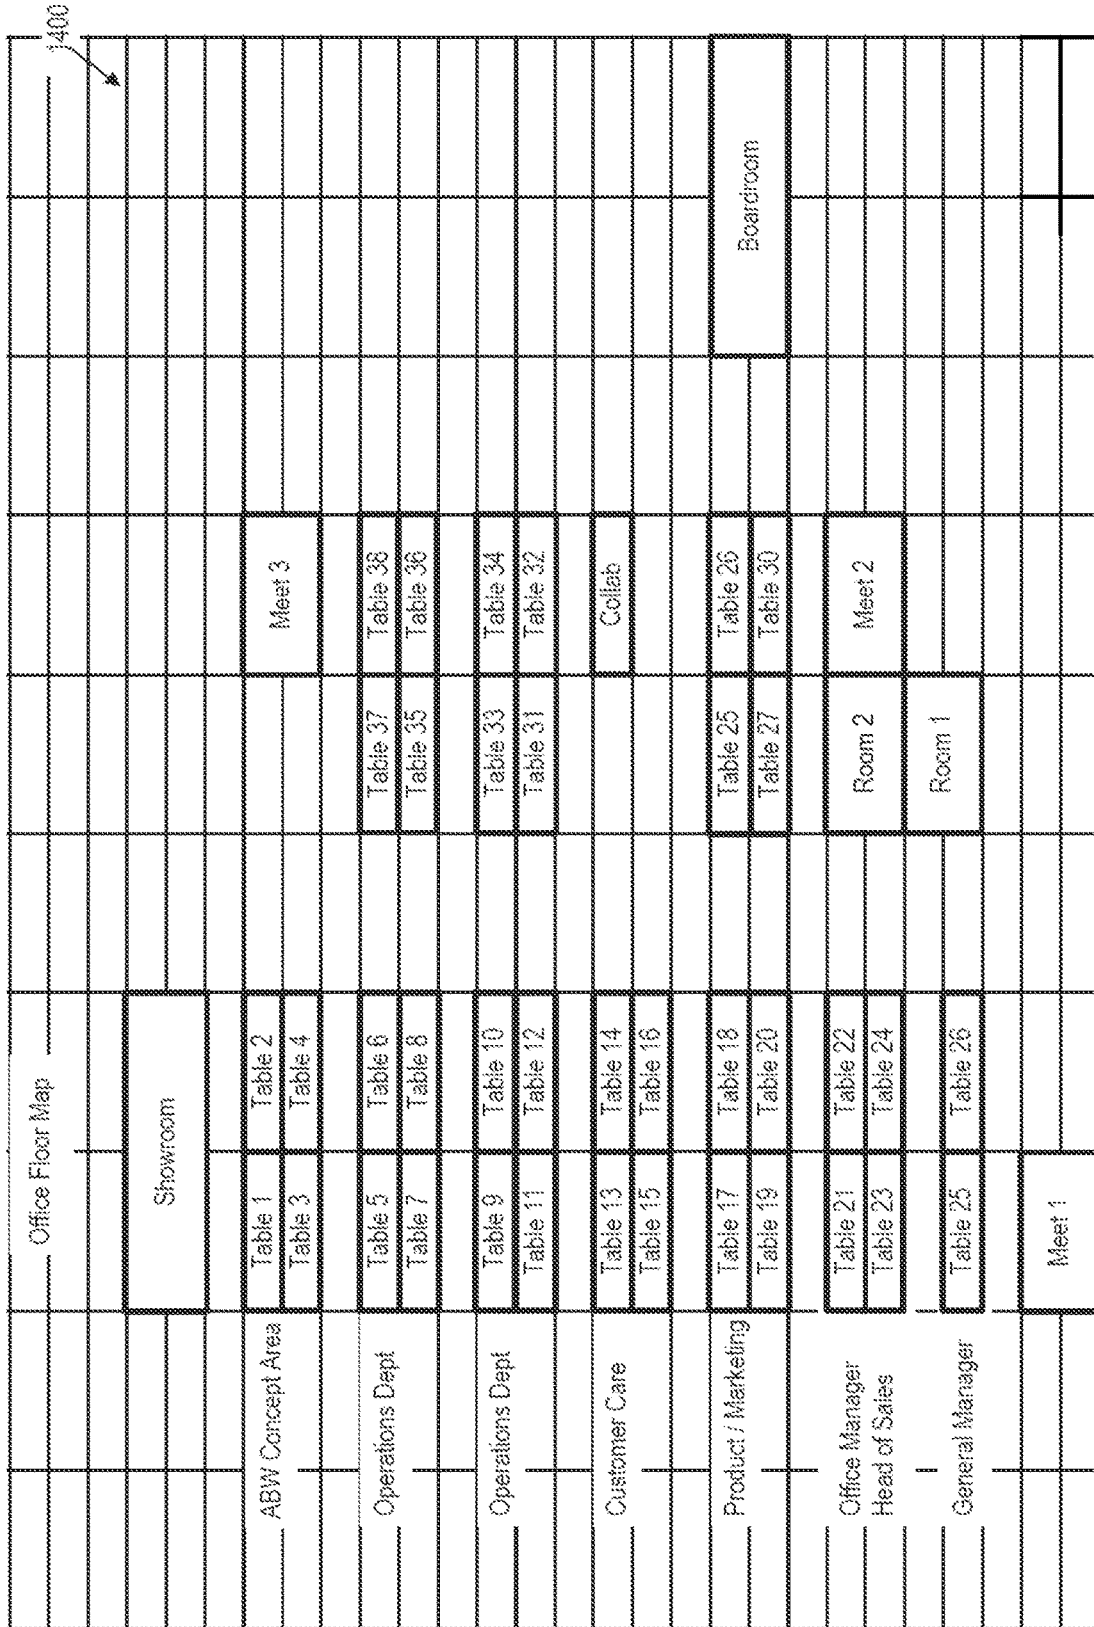 1400
Office Floor Map
Showroom
ABW Concept Area
Table 1
Table 2
Meet 3
Table 3
Table 4
Operations Dept
Table 5
Table 6
Table 37
Table 38
Table 7
Table 8
Table 35
Table 36
Operations Dept
Table 9
Table 10
Table 33
Table 34
Table 11
Table 12
Table 31
Table 32
Customer Care
Table 13
Table 14
Collab
Table 15
Table 16
Product / Marketing
Table 17
Table 18
Table 25
Table 26
Boardroom
Table 19
Table 20
Table 27
Table 30
Office Manager
Head of Sales
Table 21
Table 22
Room 2
Meet 2
Table 23
Table 24
General Manager
Table 25
Table 26
Room 1
Meet 1